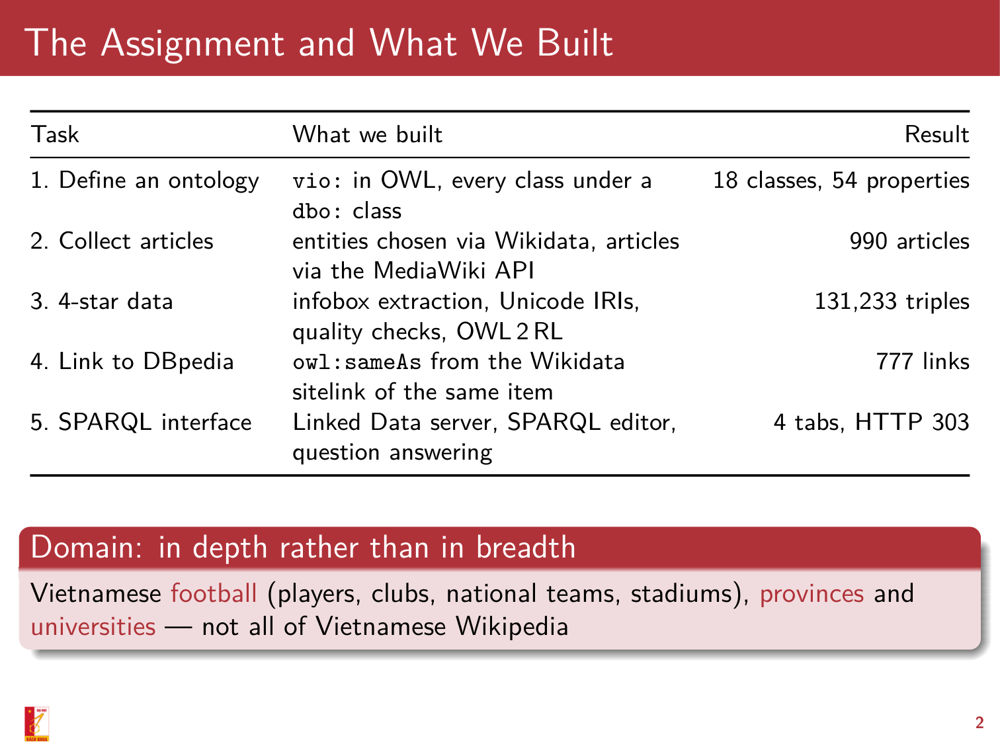 The Assignment and What We Built
Task What we built Result
1. Define an ontology vio: in OWL, every class under a 18 classes, 54 properties
dbo: class
2. Collect articles entities chosen via Wikidata, articles 990 articles
via the MediaWiki API
3. 4-star data infobox extraction, Unicode IRIs, 131,233 triples
quality checks, OWL 2 RL
4. Link to DBpedia owl:sameAs from the Wikidata 777 links
sitelink of the same item
5. SPARQL interface Linked Data server, SPARQL editor, 4 tabs, HTTP 303
question answering
Domain: in depth rather than in breadth
Vietnamese football (players, clubs, national teams, stadiums), provinces and
universities — not all of Vietnamese Wikipedia
ĐẠI HỌC
BÁCH KHOA
2